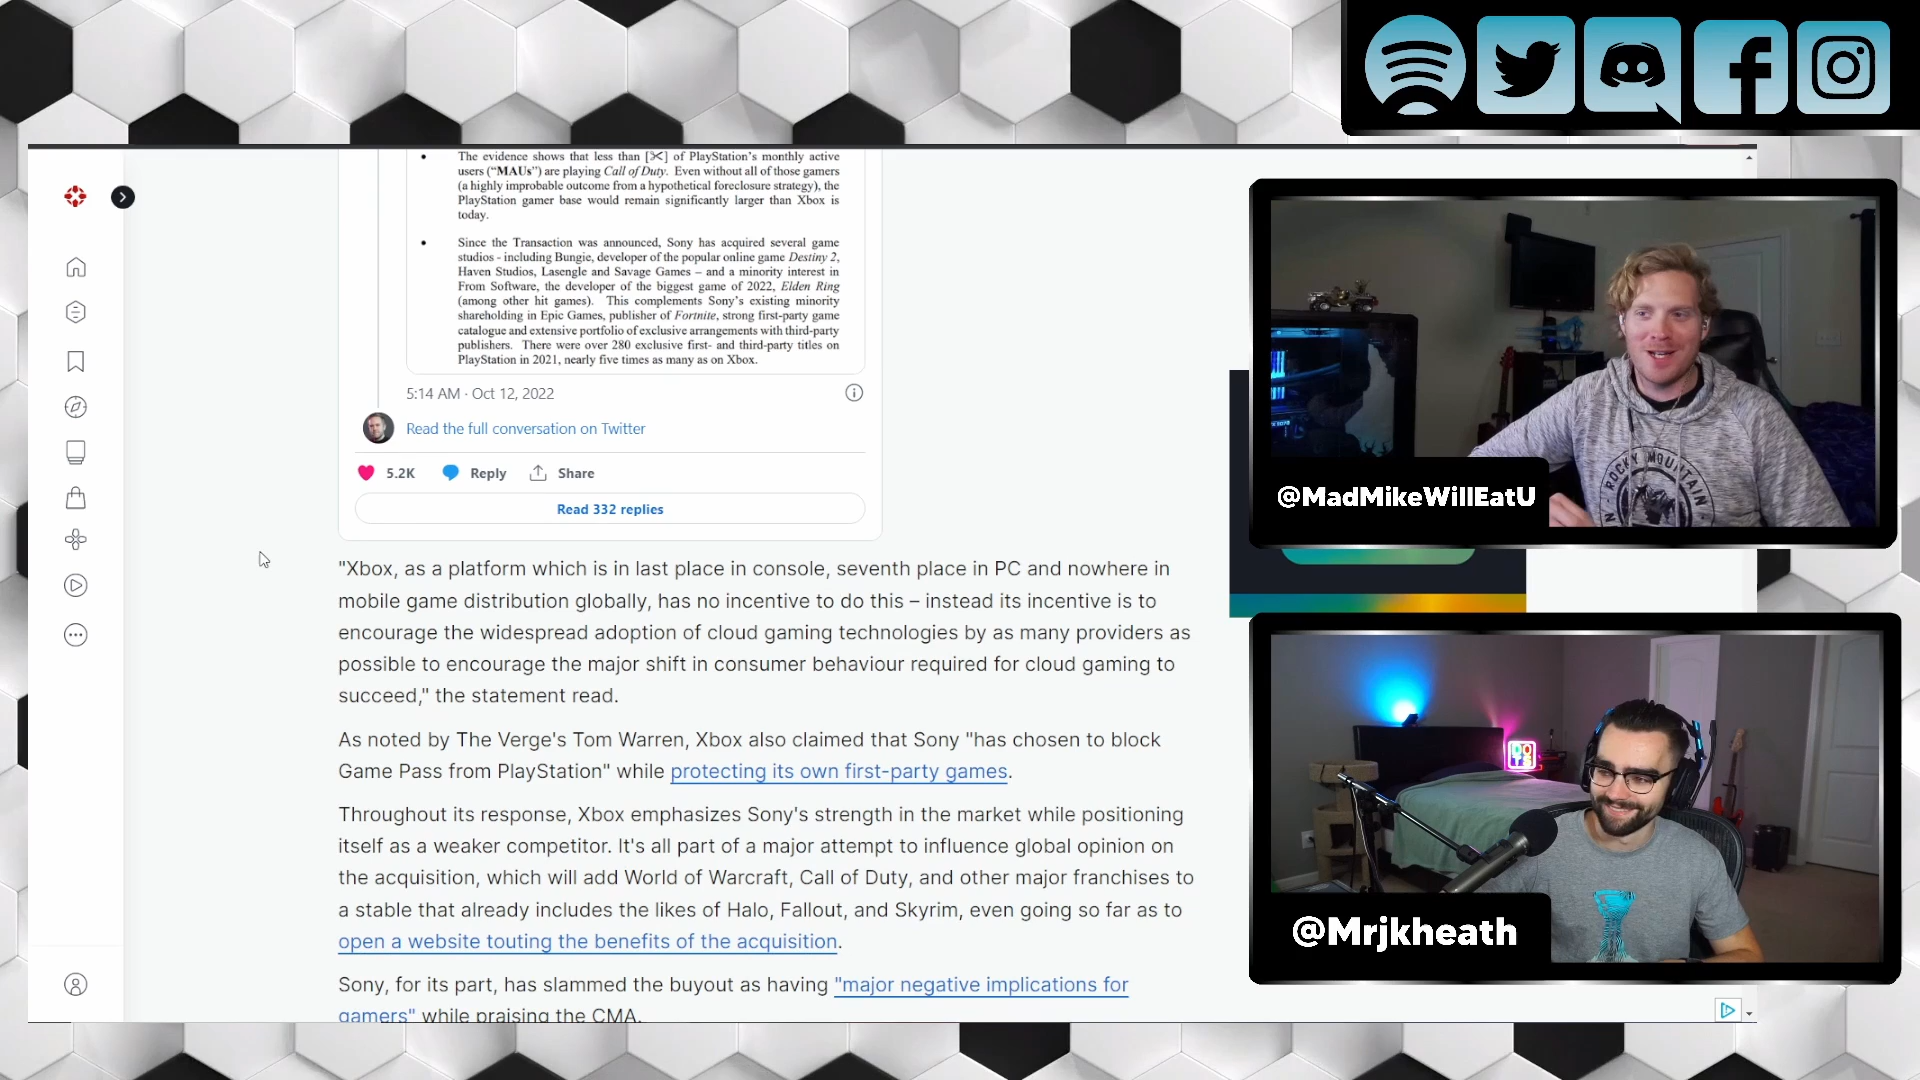 The evidence shows that less than [✂] of PlayStation's monthly active
users ("MAUs") are playing Call of Duty. Even without all of those gamers
(a highly improbable outcome from a hypothetical foreclosure strategy), the
PlayStation gamer base would remain significantly larger than Xbox is
today.
Since the Transaction was announced, Sony has acquired several game
studios - including Bungie, developer of the popular online game Destiny 2,
Haven Studios, Lasengle and Savage Games – and a minority interest in
From Software, the developer of the biggest game of 2022, Elden Ring
(among other hit games). This complements Sony's existing minority
shareholding in Epic Games, publisher of Fortnite, strong first-party game
catalogue and extensive portfolio of exclusive arrangements with third-party
publishers. There were over 280 exclusive first- and third-party titles on
PlayStation in 2021, nearly five times as many as on Xbox.
5:14 AM · Oct 12, 2022
Read the full conversation on Twitter
5.2K Reply Share
Read 332 replies
"Xbox, as a platform which is in last place in console, seventh place in PC and nowhere in
mobile game distribution globally, has no incentive to do this – instead its incentive is to
encourage the widespread adoption of cloud gaming technologies by as many providers as
possible to encourage the major shift in consumer behaviour required for cloud gaming to
succeed," the statement read.
As noted by The Verge's Tom Warren, Xbox also claimed that Sony "has chosen to block
Game Pass from PlayStation" while protecting its own first-party games.
Throughout its response, Xbox emphasizes Sony's strength in the market while positioning
itself as a weaker competitor. It's all part of a major attempt to influence global opinion on
the acquisition, which will add World of Warcraft, Call of Duty, and other major franchises to
a stable that already includes the likes of Halo, Fallout, and Skyrim, even going so far as to
open a website touting the benefits of the acquisition.
Sony, for its part, has slammed the buyout as having "major negative implications for
gamers" while praising the CMA.
@MadMikeWillEatU
ROCKY MOUNTAIN
@Mrjkheath